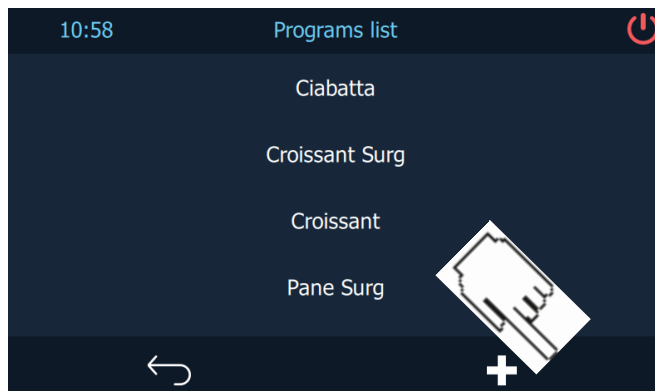 10:58 Programs list
Ciabatta
Croissant Surg
Croissant
Pane Surg